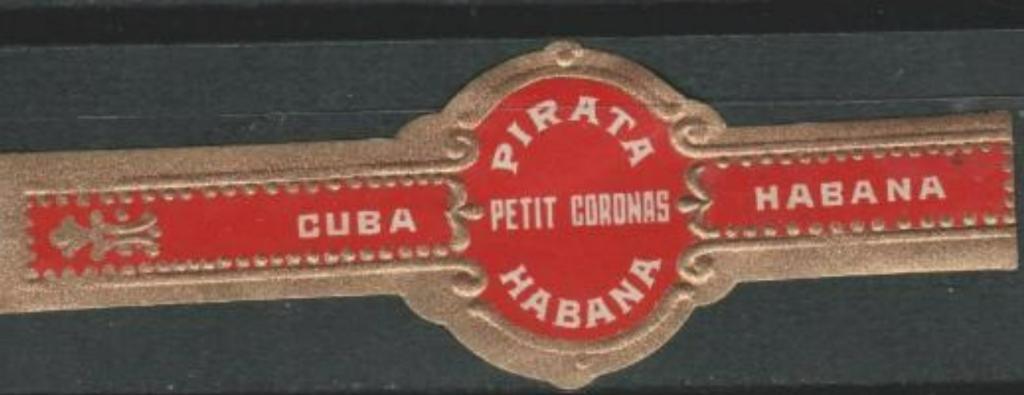 PIRATA
CUBA
PETIT CORONAS
HABANA
HABANA